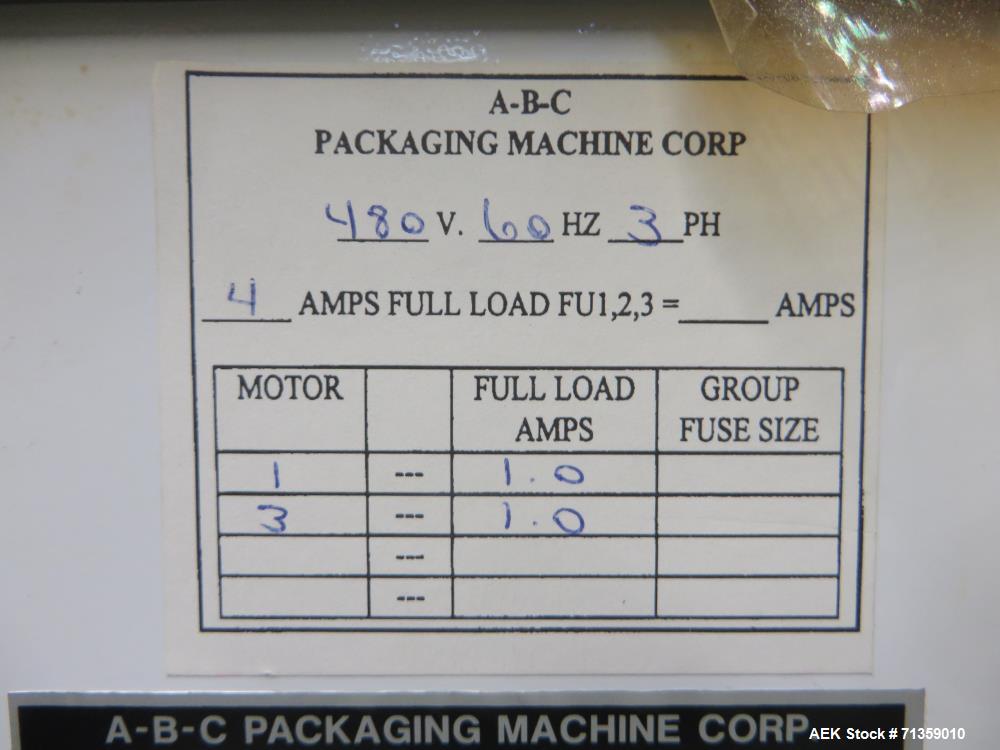 A-B-C
PACKAGING MACHINE CORP
480 V. 60 HZ 3 PH
4 AMPS FULL LOAD FU1,2,3 =______ AMPS
MOTOR FULL LOAD AMPS GROUP FUSE SIZE
1 --- 1.0
3 --- 1.0
---
---
A-B-C PACKAGING MACHINE CORP.
AEK Stock #71359010